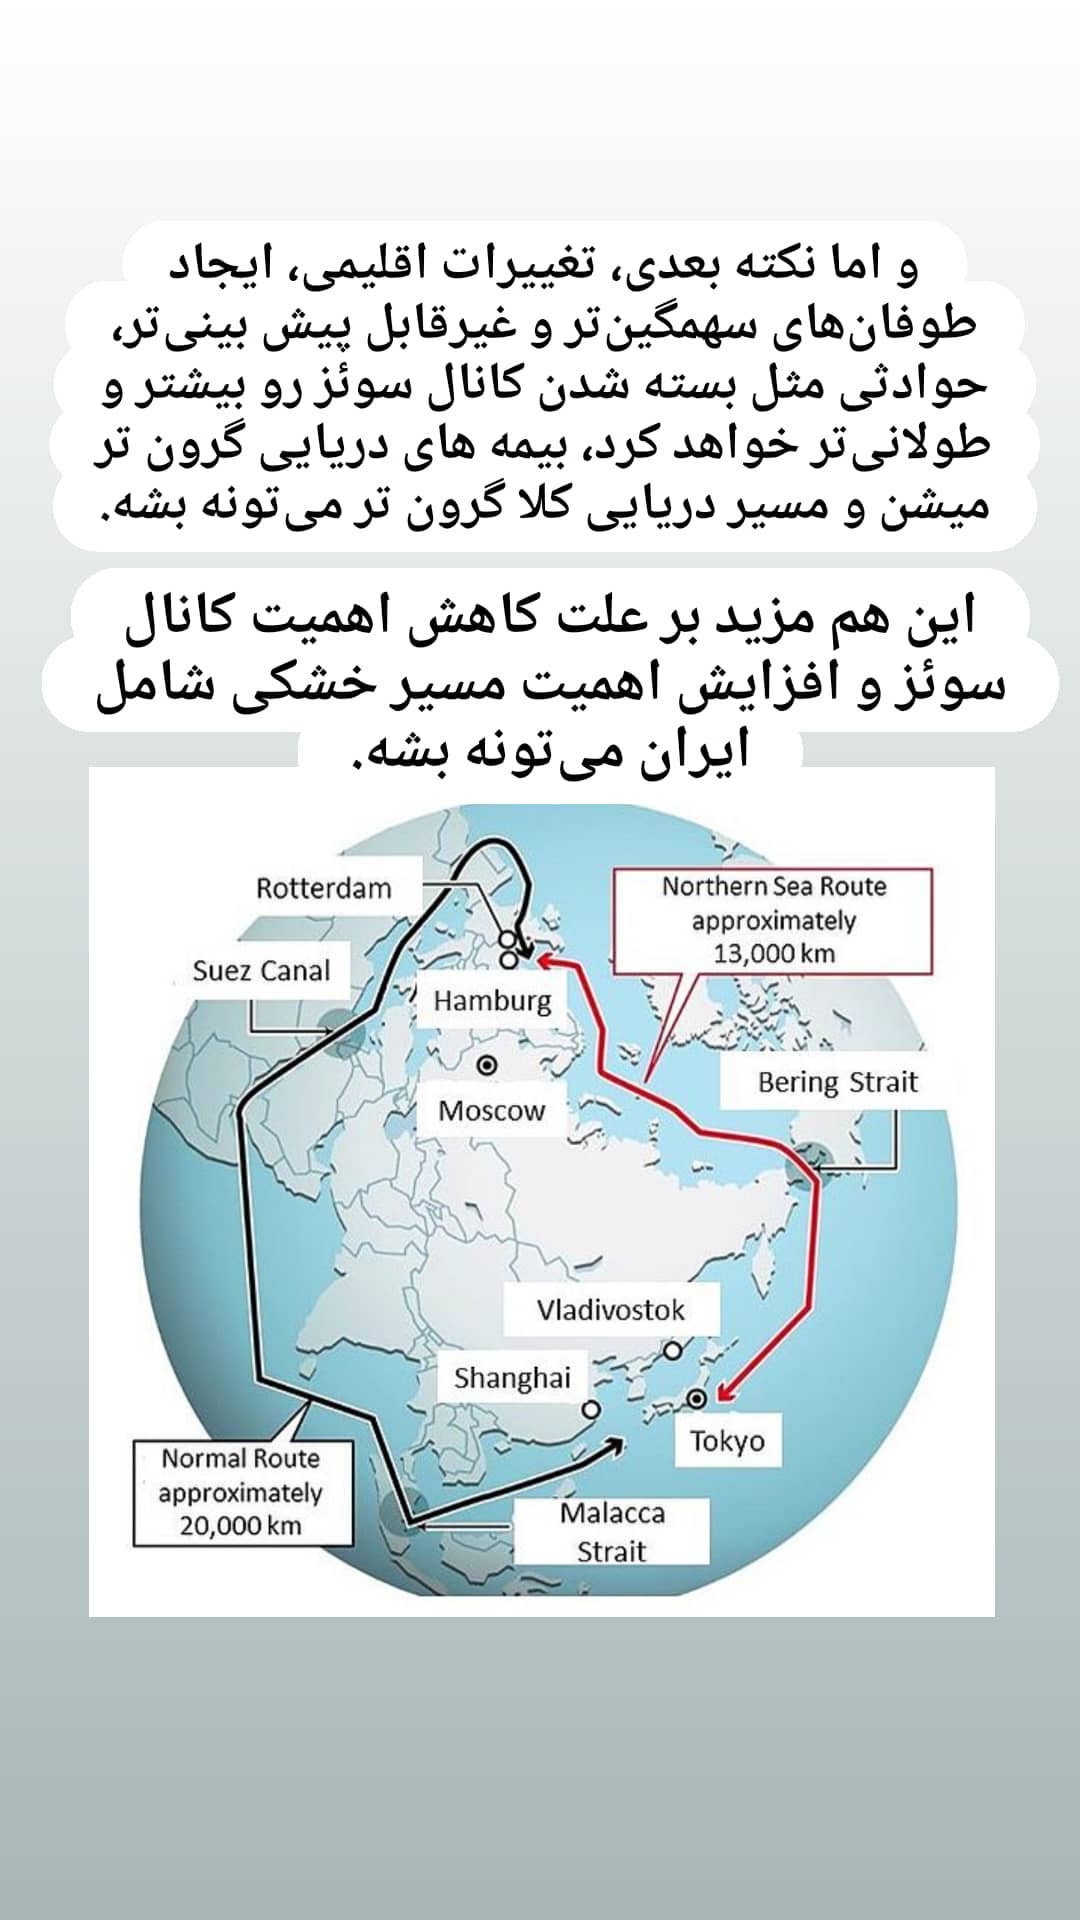 و اما نکته بعدی، تغییرات اقلیمی، ایجاد
طوفان‌های سهمگین‌تر و غیرقابل پیش بینی‌تر،
حوادثی مثل بسته شدن کانال سوئز رو بیشتر و
طولانی‌تر خواهد کرد، بیمه های دریایی گرون تر
میشن و مسیر دریایی کلا گرون تر می‌تونه بشه.
این هم مزید بر علت کاهش اهمیت کانال
سوئز و افزایش اهمیت مسیر خشکی شامل
ایران می‌تونه بشه.
Rotterdam
Northern Sea Route
approximately
13,000 km
Suez Canal
Hamburg
Bering Strait
Moscow
Vladivostok
Shanghai
Tokyo
Normal Route
approximately
20,000 km
Malacca
Strait